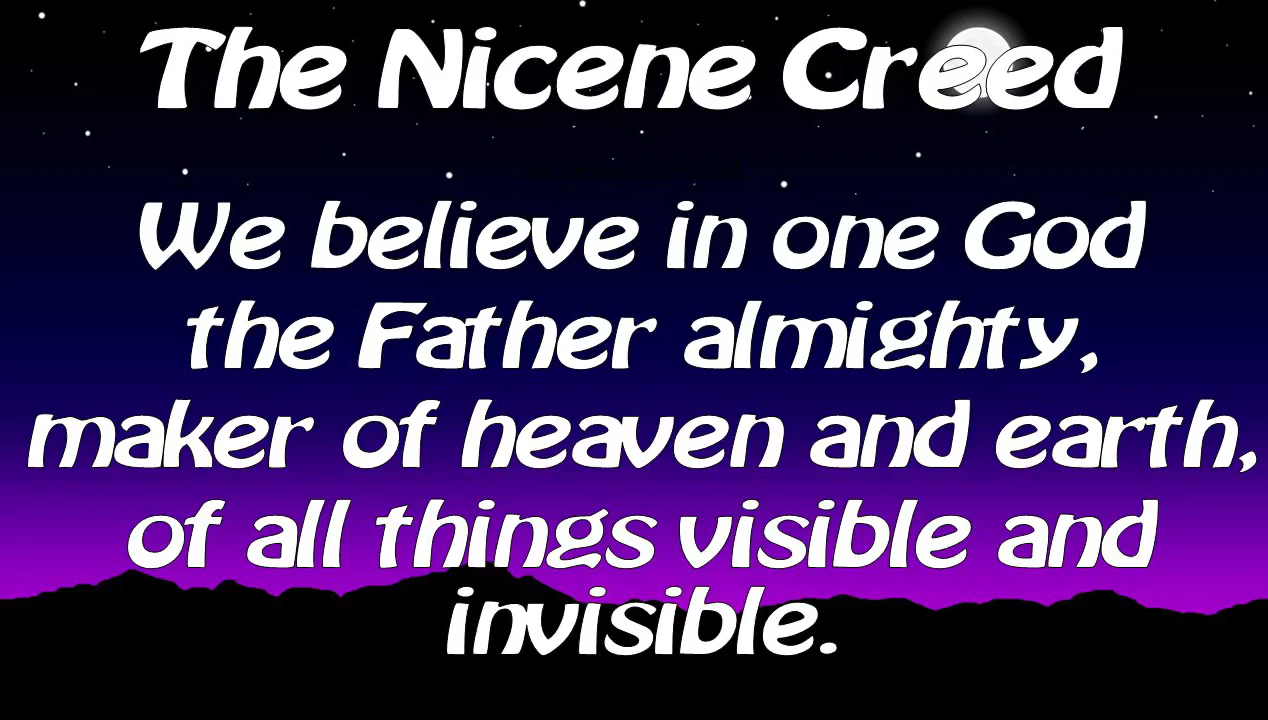 The Nicene Creed
We believe in one God
the Father almighty,
maker of heaven and earth,
of all things visible and
invisible.